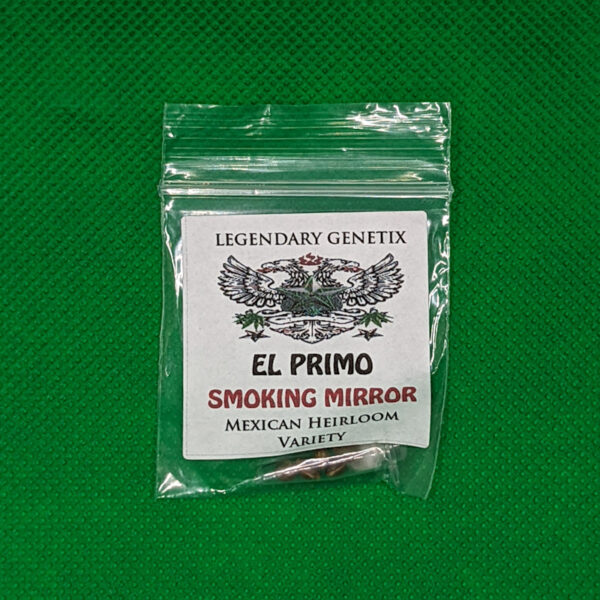 LEGENDARY GENETIX
EL PRIMO
SMOKING MIRROR
MEXICAN HEIRLOOM
VARIETY